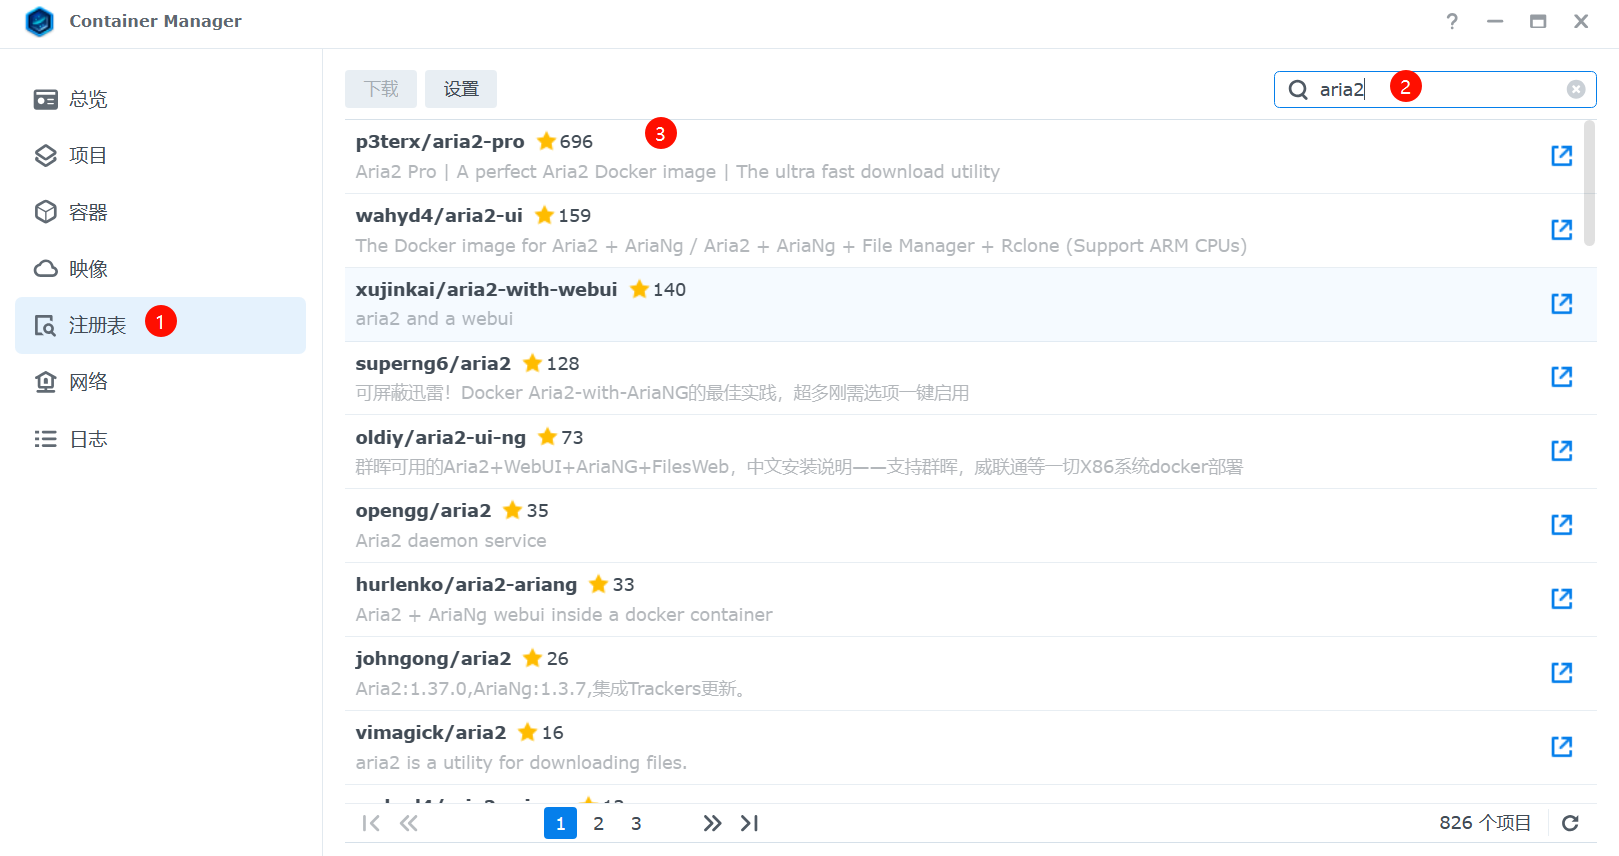 Container Manager
总览
项目
容器
映像
注册表 1
网络
日志
下载 设置
aria2 2
p3terx/aria2-pro 696 3
Aria2 Pro | A perfect Aria2 Docker image | The ultra fast download utility
wahyd4/aria2-ui 159
The Docker image for Aria2 + AriaNg / Aria2 + AriaNg + File Manager + Rclone (Support ARM CPUs)
xujinkai/aria2-with-webui 140
aria2 and a webui
superng6/aria2 128
可屏蔽迅雷！Docker Aria2-with-AriaNG的最佳实践，超多刚需选项一键启用
oldiy/aria2-ui-ng 73
群晖可用的Aria2+WebUI+AriaNG+FilesWeb，中文安装说明——支持群晖，威联通等一切X86系统docker部署
opengg/aria2 35
Aria2 daemon service
hurlenko/aria2-ariang 33
Aria2 + AriaNg webui inside a docker container
johngong/aria2 26
Aria2:1.37.0,AriaNg:1.3.7,集成Trackers更新。
vimagick/aria2 16
aria2 is a utility for downloading files.
1 2 3
826 个项目